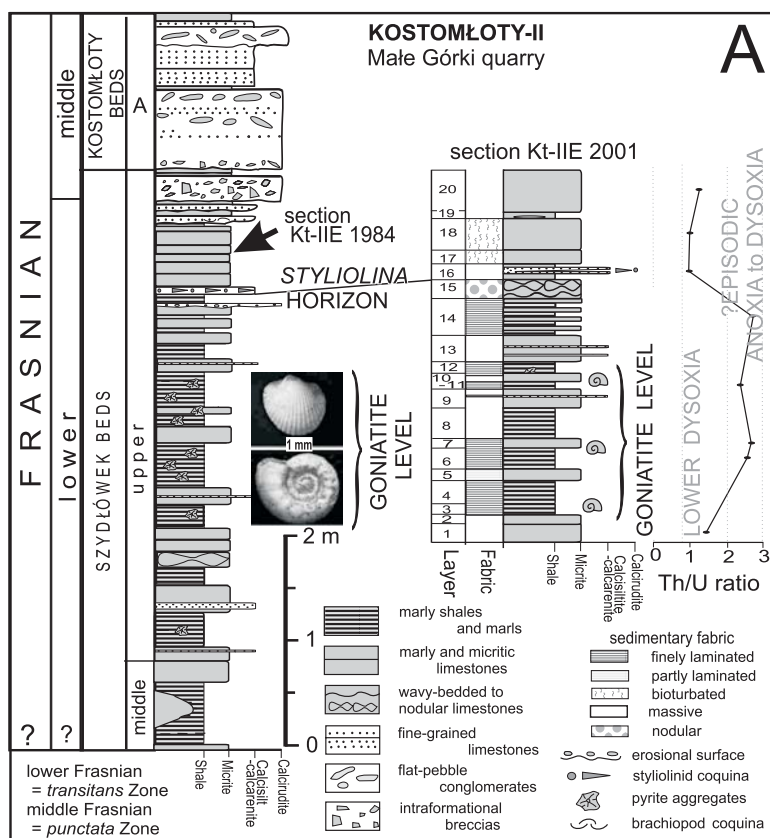 KOSTOMŁOTY-II
Małe Górki quarry
A
middle
KOSTOMŁOTY
BEDS
A
section Kt-IIE 2001
section
Kt-IIE 1984
STYLIOLINA
HORIZON
FRASNIAN
lower
SZYDŁÓWEK BEDS
upper
middle
?
?
1 mm
GONIATITE
LEVEL
2 m
1
0
Shale
Micrite
Calcisilt
-calcarenite
Calcirudite
20
19
18
17
16
15
14
13
12
10
-11
9
8
7
6
5
4
3
2
1
Layer
Fabric
Shale
Micrite
Calcisiltite
-calcarenite
Calcirudite
GONIATITE LEVEL
LOWER DYSOXIA
?EPISODIC
ANOXIA to DYSOXIA
0 1 2 3
Th/U ratio
marly shales
and marls
marly and micritic
limestones
wavy-bedded to
nodular limestones
fine-grained
limestones
flat-pebble
conglomerates
intraformational
breccias
sedimentary fabric
finely laminated
partly laminated
bioturbated
massive
nodular
erosional surface
styliolinid coquina
pyrite aggregates
brachiopod coquina
lower Frasnian
= transitans Zone
middle Frasnian
= punctata Zone